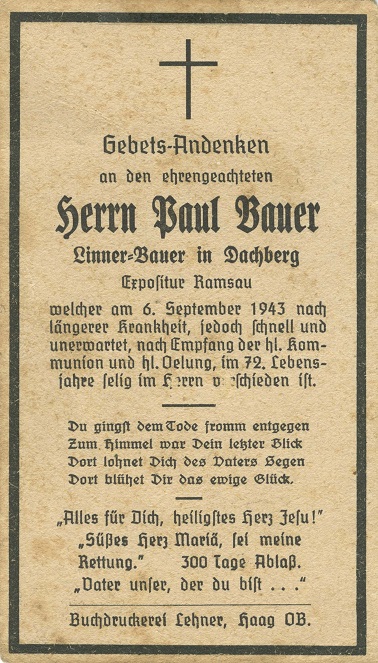 Gebets-Andenken
an den ehrengeachteten
Herrn Paul Bauer
Linner-Bauer in Dachberg
Expositur Ramsau
welcher am 6. September 1943 nach
längerer Krankheit, jedoch schnell und
unerwartet, nach Empfang der hl. Kom-
munion und hl. Oelung, im 72. Lebens-
jahre selig im Herrn verschieden ist.
Du gingst dem Tode fromm entgegen
Zum Himmel war Dein letzter Blick
Dort lohnet Dich des Vaters Segen
Dort blühet Dir das ewige Glück.
„Alles für Dich, heiligstes Herz Jesu!"
„Süßes Herz Mariä, sei meine
Rettung." 300 Tage Ablaß.
„Vater unser, der du bist . . ."
Buchdruckerei Lehner, Haag OB.